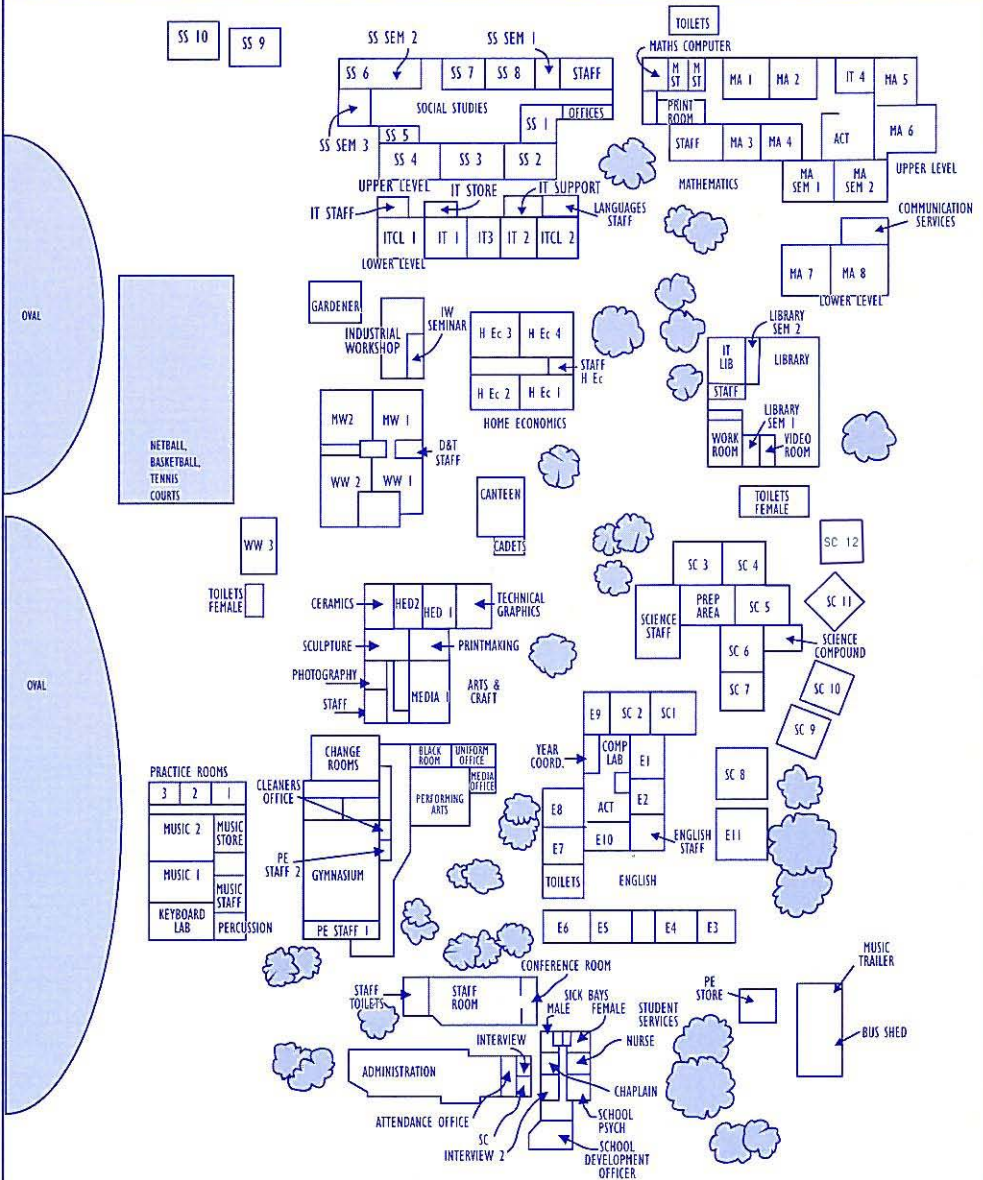 TOILETS
SS 10
SS 9
SS SEM 2
SS SEM 1
MATHS COMPUTER
SS 6
SS 7
SS 8
STAFF
M
ST
M
ST
MA 1
MA 2
IT 4
MA 5
SOCIAL STUDIES
OFFICES
PRINT
ROOM
SS 1
SS 5
SS SEM 3
SS 4
SS 3
SS 2
STAFF
MA 3
MA 4
ACT
MA 6
UPPER LEVEL
MA
SEM 1
MA
SEM 2
UPPER LEVEL
MATHEMATICS
IT STORE
IT SUPPORT
IT STAFF
LANGUAGES
STAFF
COMMUNICATION
SERVICES
ITCL 1
IT 1
IT3
IT 2
ITCL 2
LOWER LEVEL
MA 7
MA 8
LOWER LEVEL
OVAL
GARDENER
IW
SEMINAR
INDUSTRIAL
WORKSHOP
H Ec 3
H Ec 4
STAFF
H Ec
H Ec 2
H Ec 1
HOME ECONOMICS
LIBRARY
SEM 2
IT
LIB
LIBRARY
STAFF
LIBRARY
SEM 1
WORK
ROOM
VIDEO
ROOM
NETBALL,
BASKETBALL,
TENNIS
COURTS
MW2
MW 1
D&T
STAFF
WW 2
WW 1
CANTEEN
CADETS
TOILETS
FEMALE
WW 3
TOILETS
FEMALE
SC 12
SC 3
SC 4
SC 11
PREP
AREA
SC 5
SCIENCE
STAFF
SC 6
SCIENCE
COMPOUND
SC 7
SC 10
SC 9
CERAMICS
HED2
HED 1
TECHNICAL
GRAPHICS
SCULPTURE
PRINTMAKING
PHOTOGRAPHY
MEDIA 1
ARTS &
CRAFT
STAFF
OVAL
E9
SC 2
SC1
YEAR
COORD.
COMP
LAB
E1
SC 8
E8
ACT
E2
E7
E10
ENGLISH
STAFF
E11
TOILETS
ENGLISH
CHANGE
ROOMS
BLACK
ROOM
UNIFORM
OFFICE
MEDIA
OFFICE
PERFORMING
ARTS
CLEANERS
OFFICE
PRACTICE ROOMS
3
2
1
MUSIC 2
MUSIC
STORE
PE
STAFF 2
MUSIC 1
GYMNASIUM
MUSIC
STAFF
KEYBOARD
LAB
PERCUSSION
PE STAFF 1
E6
E5
E4
E3
CONFERENCE ROOM
STAFF
TOILETS
STAFF
ROOM
SICK BAYS
MALE
FEMALE
STUDENT
SERVICES
PE
STORE
MUSIC
TRAILER
BUS SHED
INTERVIEW
NURSE
ADMINISTRATION
CHAPLAIN
ATTENDANCE OFFICE
SC
INTERVIEW 2
SCHOOL
PSYCH
SCHOOL
DEVELOPMENT
OFFICER